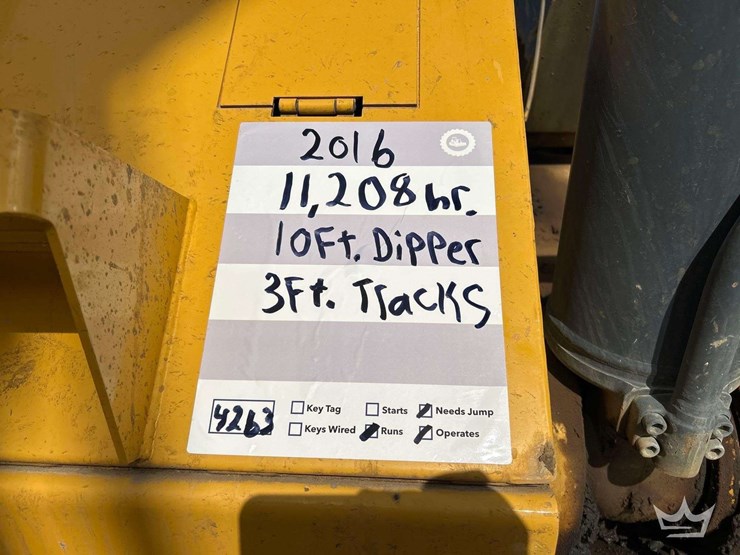 2016
11,208 hr.
10Ft. Dipper
3Ft. Tracks
4263 Key Tag Starts Needs Jump
Keys Wired Runs Operates